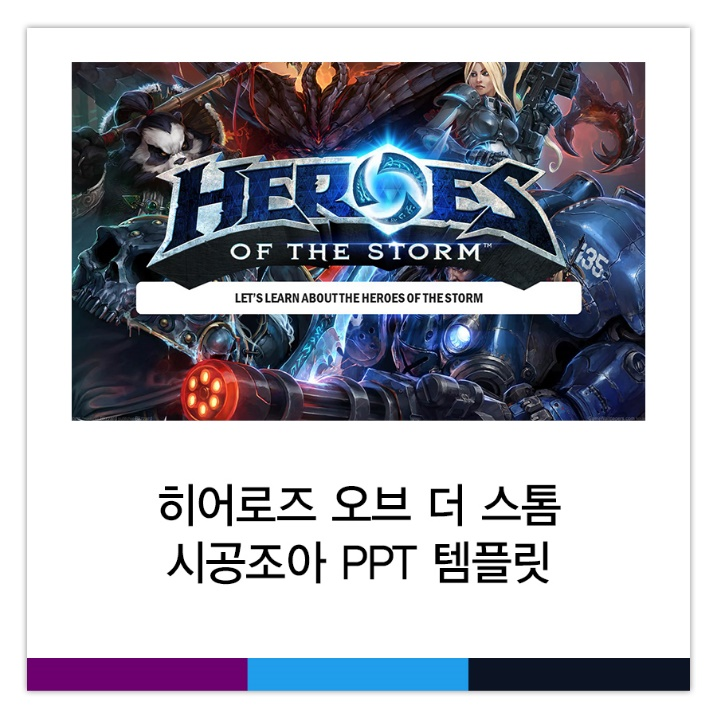 HEROES
OF THE STORM™
LET'S LEARN ABOUT THE HEROES OF THE STORM
635
히어로즈 오브 더 스톰
시공조아 PPT 템플릿